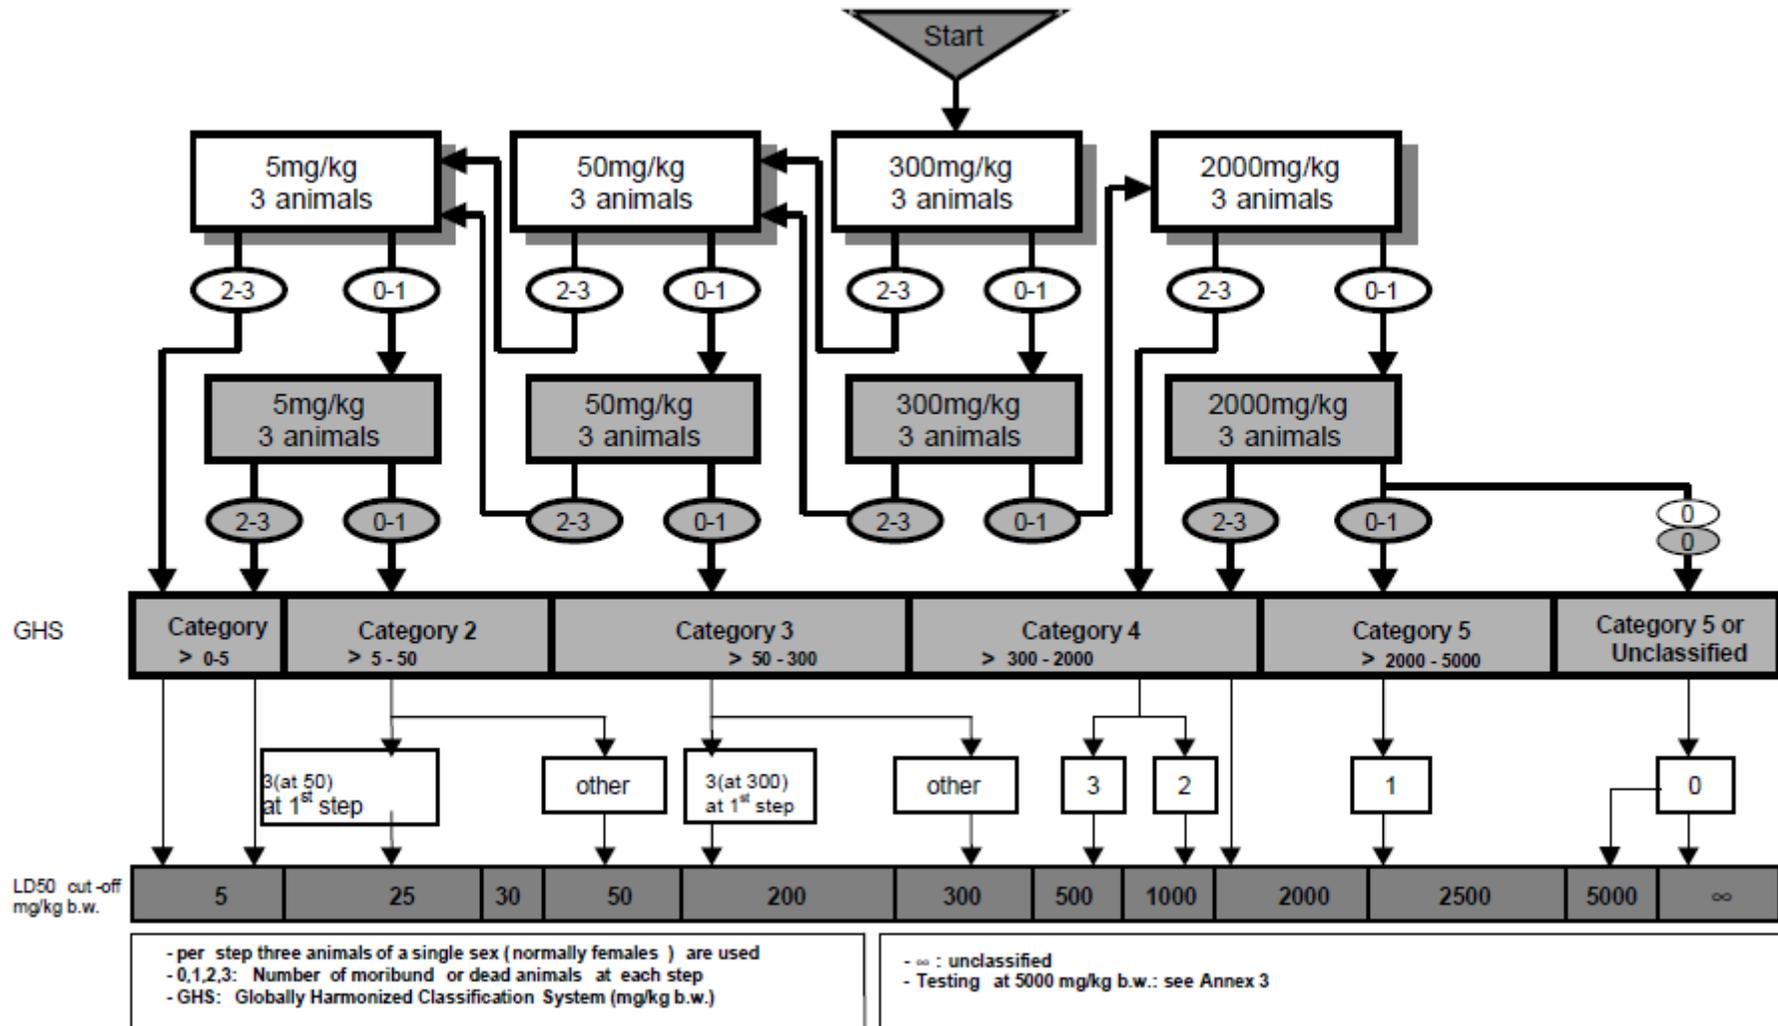 Start
5mg/kg
3 animals
50mg/kg
3 animals
300mg/kg
3 animals
2000mg/kg
3 animals
2-3
0-1
2-3
0-1
2-3
0-1
2-3
0-1
5mg/kg
3 animals
50mg/kg
3 animals
300mg/kg
3 animals
2000mg/kg
3 animals
2-3
0-1
2-3
0-1
2-3
0-1
2-3
0-1
0
0
GHS
Category
> 0-5
Category 2
> 5 - 50
Category 3
> 50 - 300
Category 4
> 300 - 2000
Category 5
> 2000 - 5000
Category 5 or
Unclassified
3(at 50)
at 1st step
other
3(at 300)
at 1st step
other
3
2
1
0
LD50 cut -off
mg/kg b.w.
5
25
30
50
200
300
500
1000
2000
2500
5000
∞
- per step three animals of a single sex ( normally females ) are used
- 0,1,2,3: Number of moribund or dead animals at each step
- GHS: Globally Harmonized Classification System (mg/kg b.w.)
- ∞ : unclassified
- Testing at 5000 mg/kg b.w.: see Annex 3